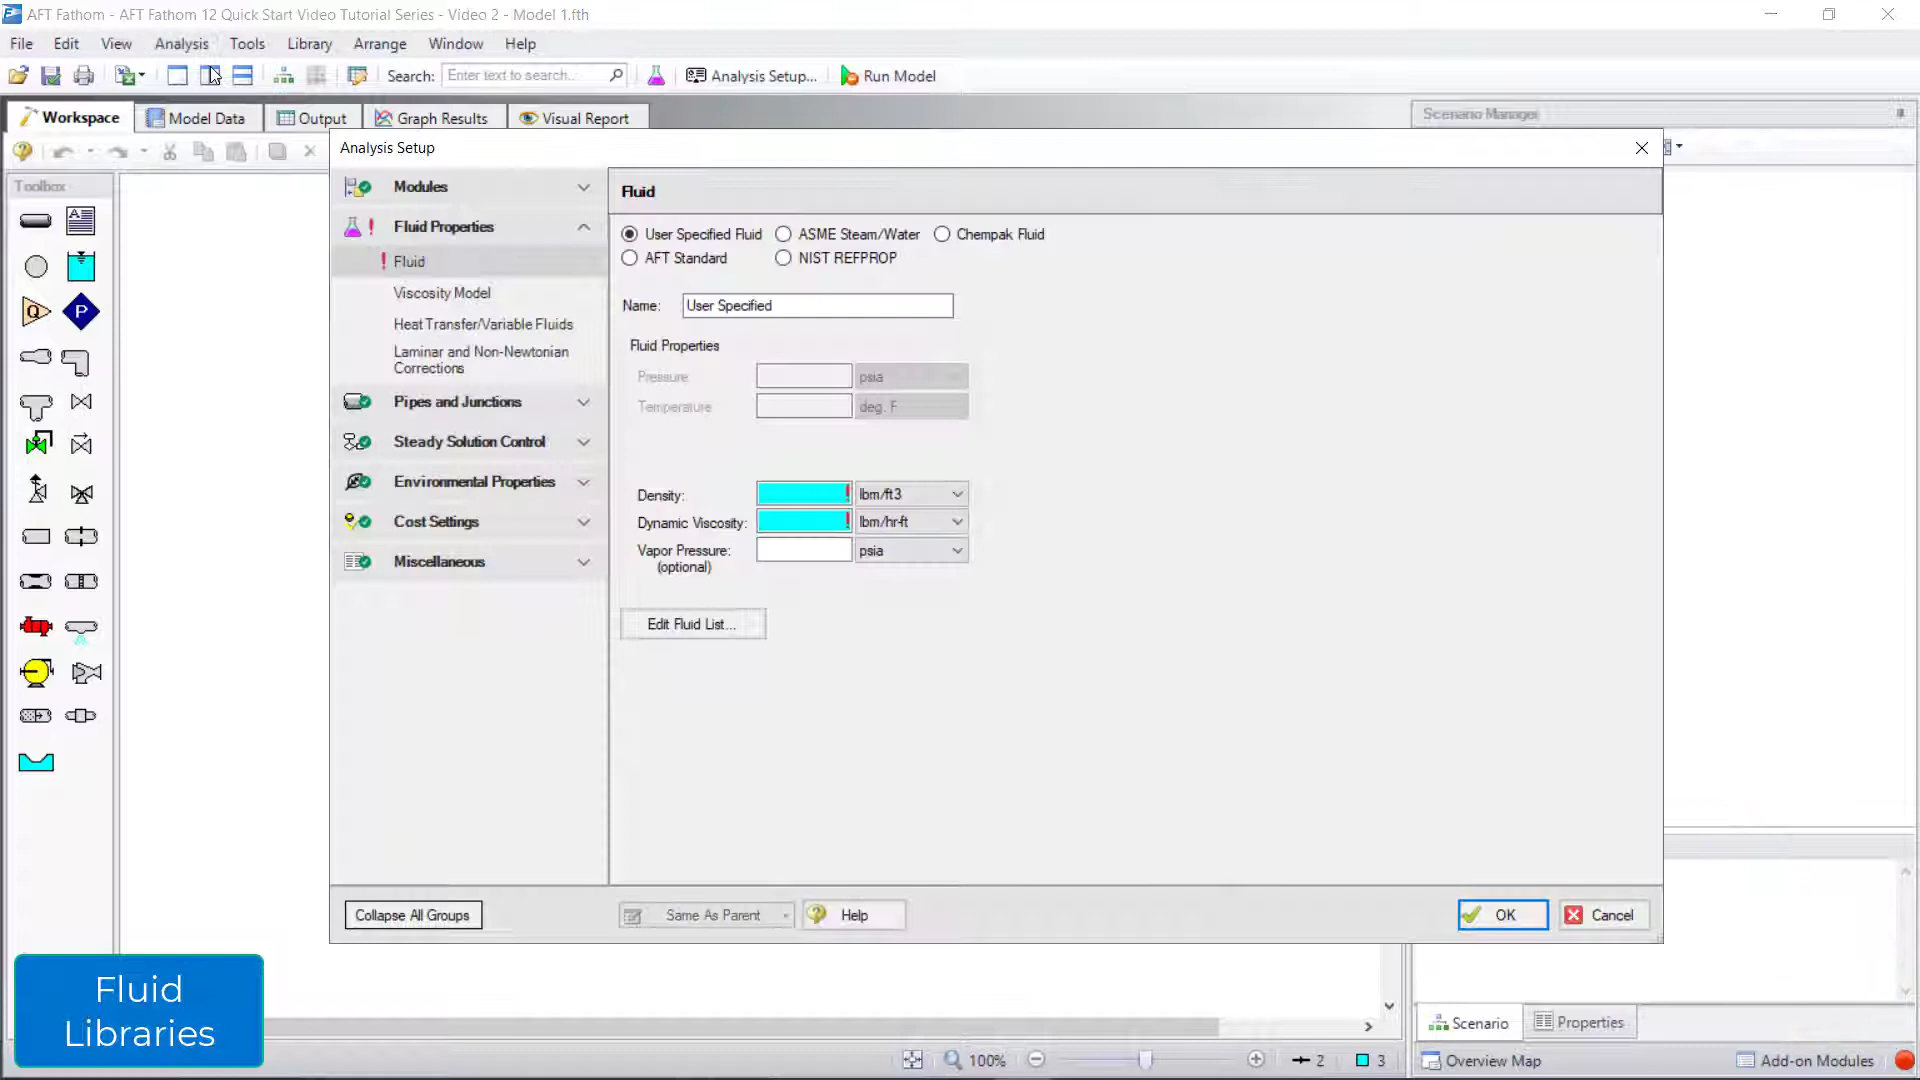 AFT Fathom - AFT Fathom 12 Quick Start Video Tutorial Series - Video 2 - Model 1.fth
File Edit View Analysis Tools Library Arrange Window Help
Search: Enter text to search... Analysis Setup... Run Model
Workspace Model Data Output Graph Results Visual Report
Scenario Manager
Toolbox
Analysis Setup
Modules
Fluid Properties
Fluid
Viscosity Model
Heat Transfer/Variable Fluids
Laminar and Non-Newtonian
Corrections
Pipes and Junctions
Steady Solution Control
Environmental Properties
Cost Settings
Miscellaneous
Fluid
User Specified Fluid ASME Steam/Water Chempak Fluid
AFT Standard NIST REFPROP
Name: User Specified
Fluid Properties
Pressure: psia
Temperature: deg. F
Density: ! lbm/ft3
Dynamic Viscosity: ! lbm/hr-ft
Vapor Pressure: psia
(optional)
Edit Fluid List...
Collapse All Groups Same As Parent Help OK Cancel
Fluid
Libraries
Scenario Properties
100% 2 3 Overview Map Add-on Modules